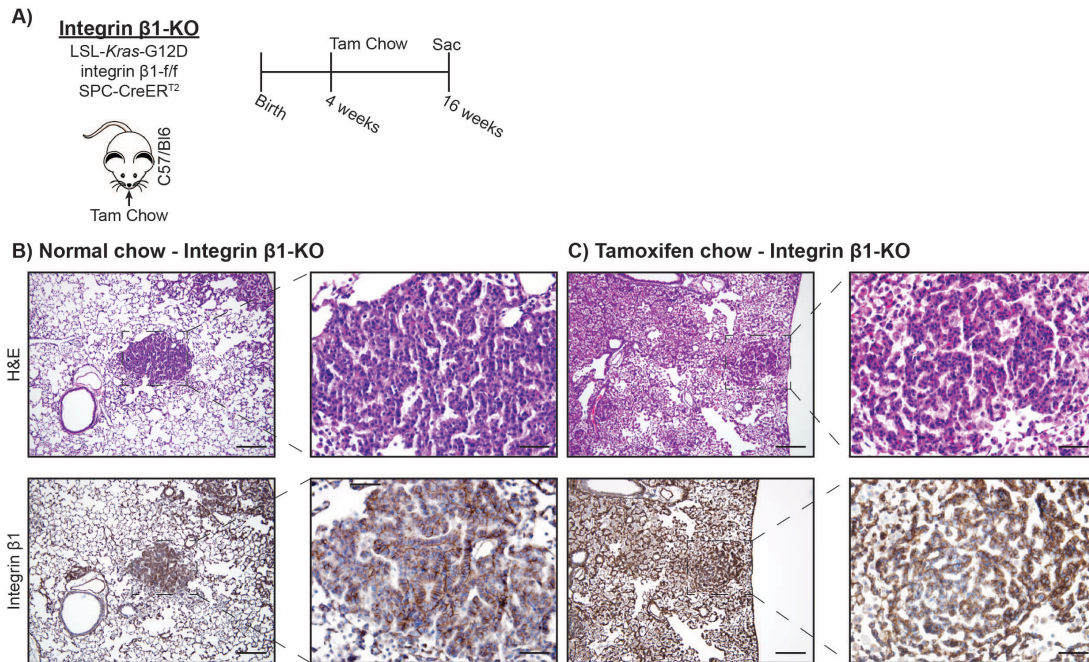 A)
Integrin β1-KO
LSL-Kras-G12D
integrin β1-f/f
SPC-CreERT2
C57/Bl6
Tam Chow
Tam Chow
Sac
Birth
4 weeks
16 weeks
B) Normal chow - Integrin β1-KO
C) Tamoxifen chow - Integrin β1-KO
H&E
Integrin β1